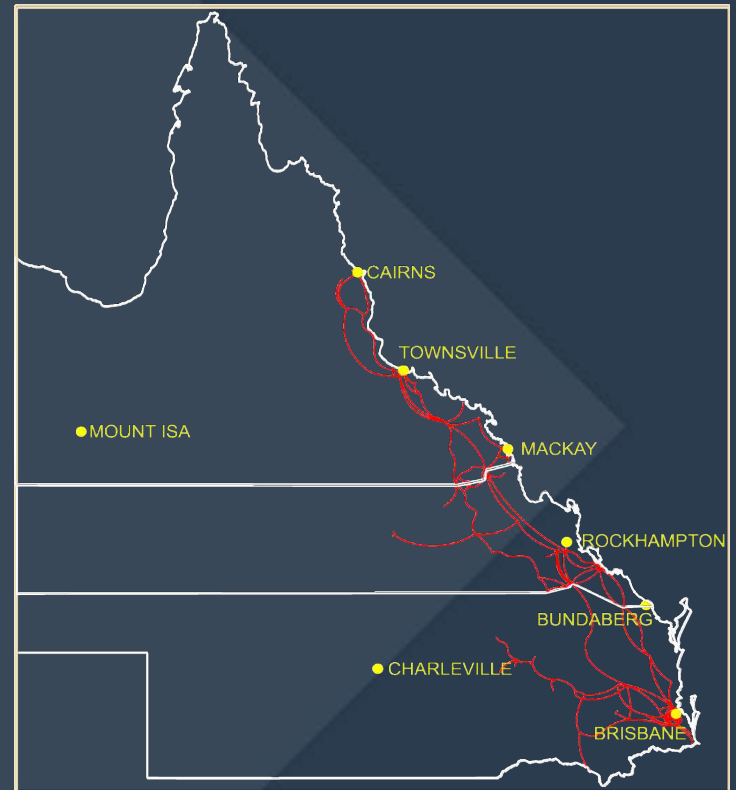 CAIRNS
TOWNSVILLE
MOUNT ISA
MACKAY
ROCKHAMPTON
BUNDABERG
CHARLEVILLE
BRISBANE